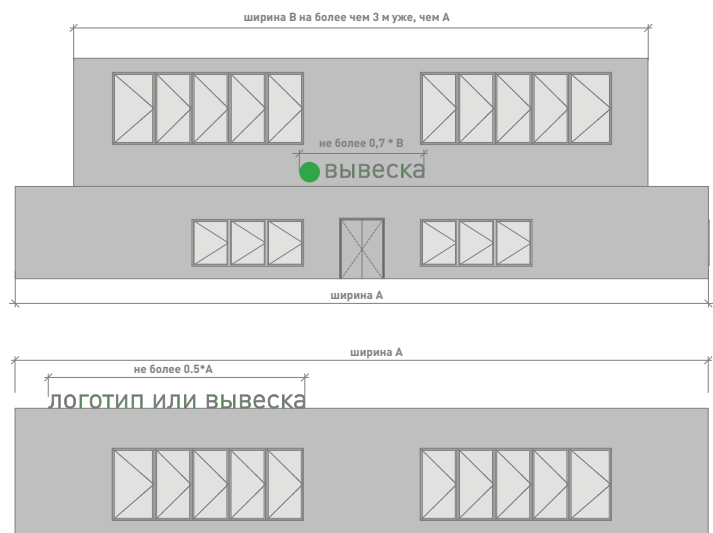 ширина В на более чем 3 м уже, чем А
не более 0,7 * В
вывеска
ширина А
ширина А
не более 0.5*А
логотип или вывеска